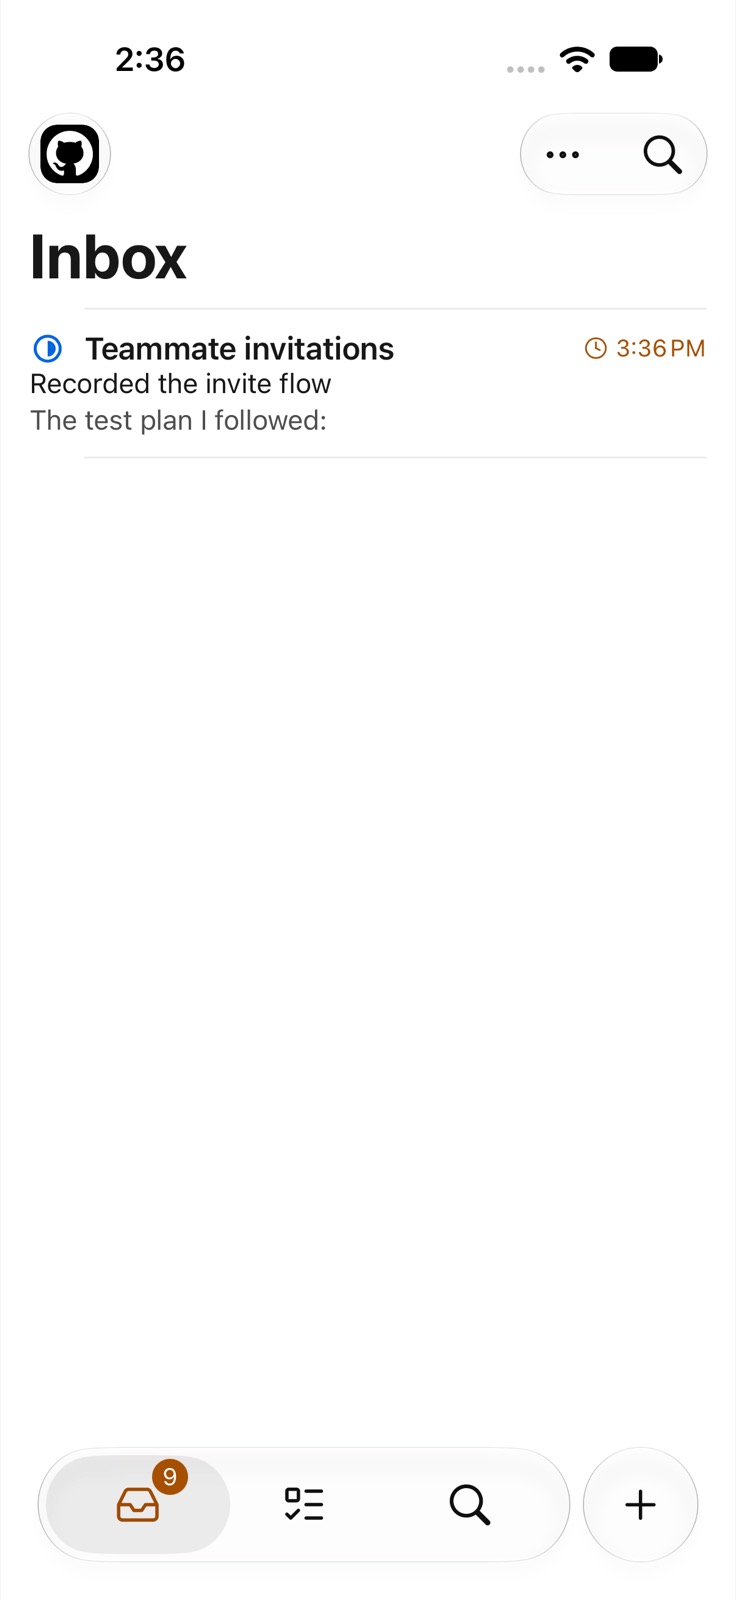 2:36
Inbox
Teammate invitations
3:36 PM
Recorded the invite flow
The test plan I followed:
9